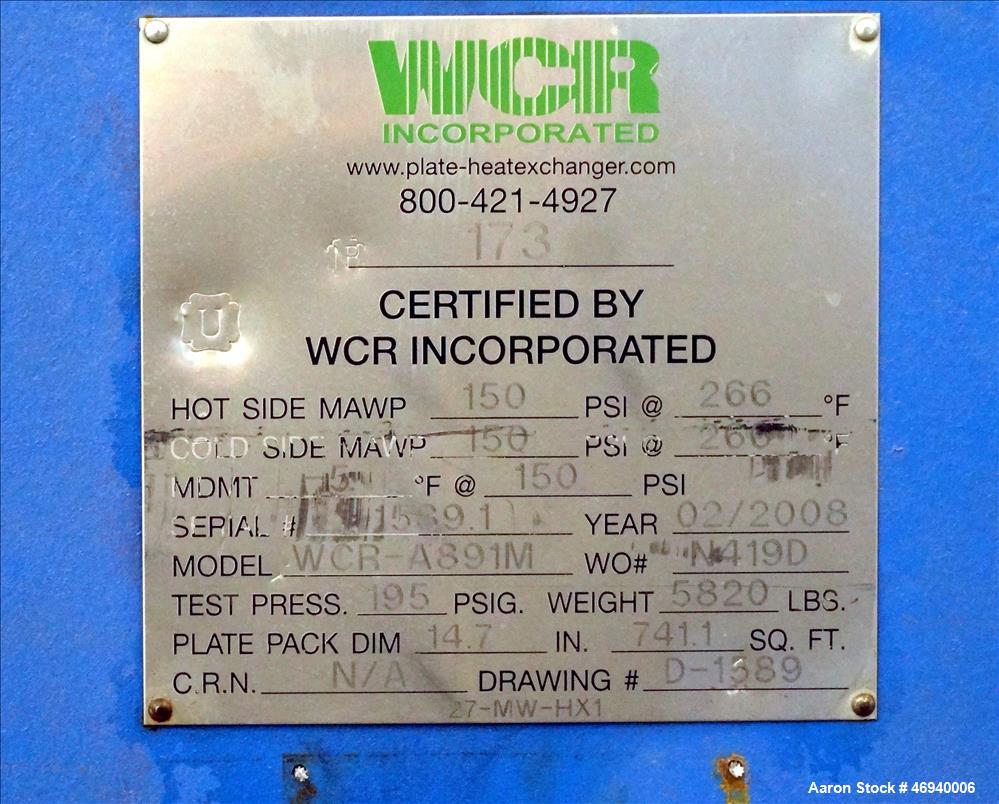 WCR
INCORPORATED
www.plate-heatexchanger.com
800-421-4927
173
CERTIFIED BY
U
WCR INCORPORATED
HOT SIDE MAWP 150 PSI @ 266 °F
COLD SIDE MAWP 150 PSI @ 266 °F
MDMT °F @ 150 PSI
SERIAL # YEAR 02/2008
MODEL WCR-A891M WO# N419D
TEST PRESS. 195 PSIG. WEIGHT 5820 LBS.
PLATE PACK DIM 14.7 IN. 741.1 SQ. FT.
C.R.N. N/A DRAWING #
27-MW-HX1
Aaron Stock # 46940006